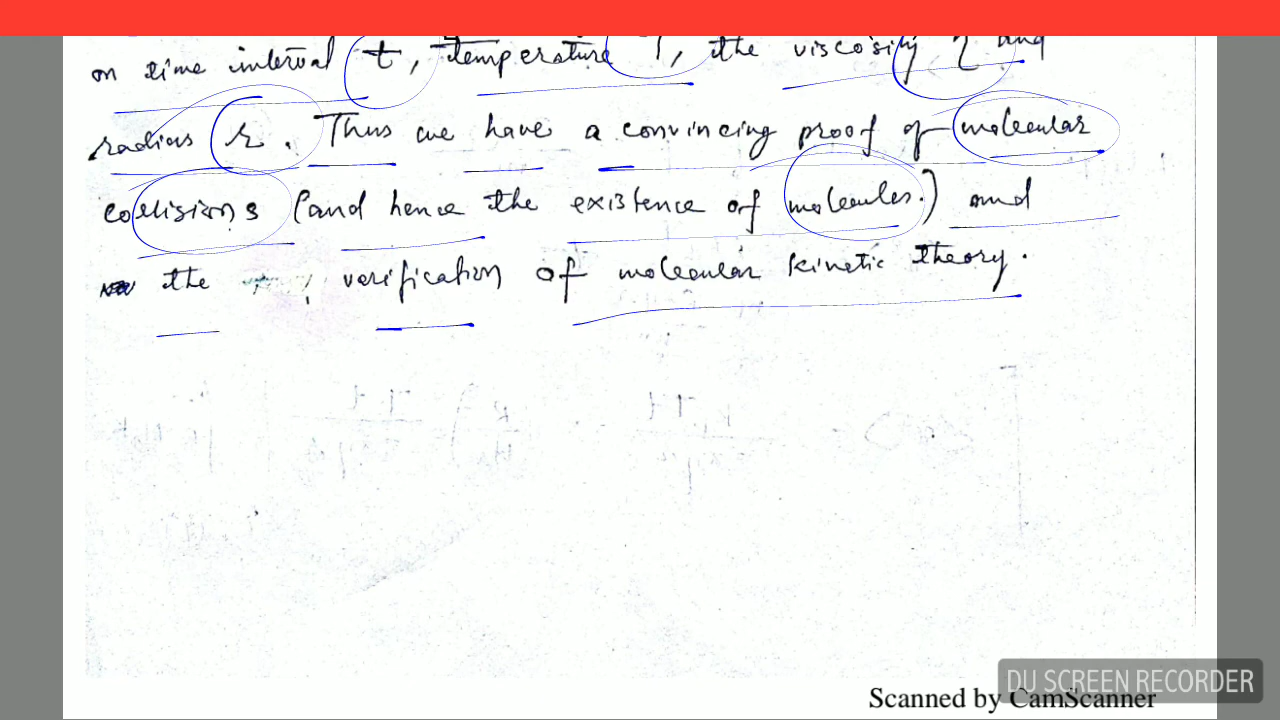 on time interval t, temperature T, the viscosity η and
radius r. Thus we have a convincing proof of molecular
collisions (and hence the existence of molecules.) and
the verification of molecular kinetic theory.
DU SCREEN RECORDER
Scanned by CamScanner